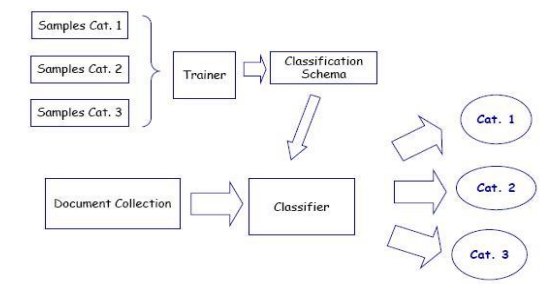 Samples Cat. 1
Samples Cat. 2
Samples Cat. 3
Trainer
Classification
Schema
Document Collection
Classifier
Cat. 1
Cat. 2
Cat. 3